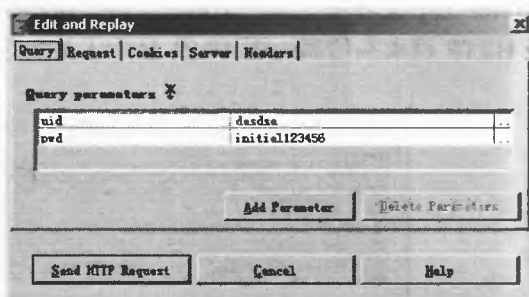 Edit and Replay
Query Request Cookies Server Headers
Query parameters
uid dasdsa
pwd initial123456
Add Parameter Delete Parameters
Send HTTP Request Cancel Help